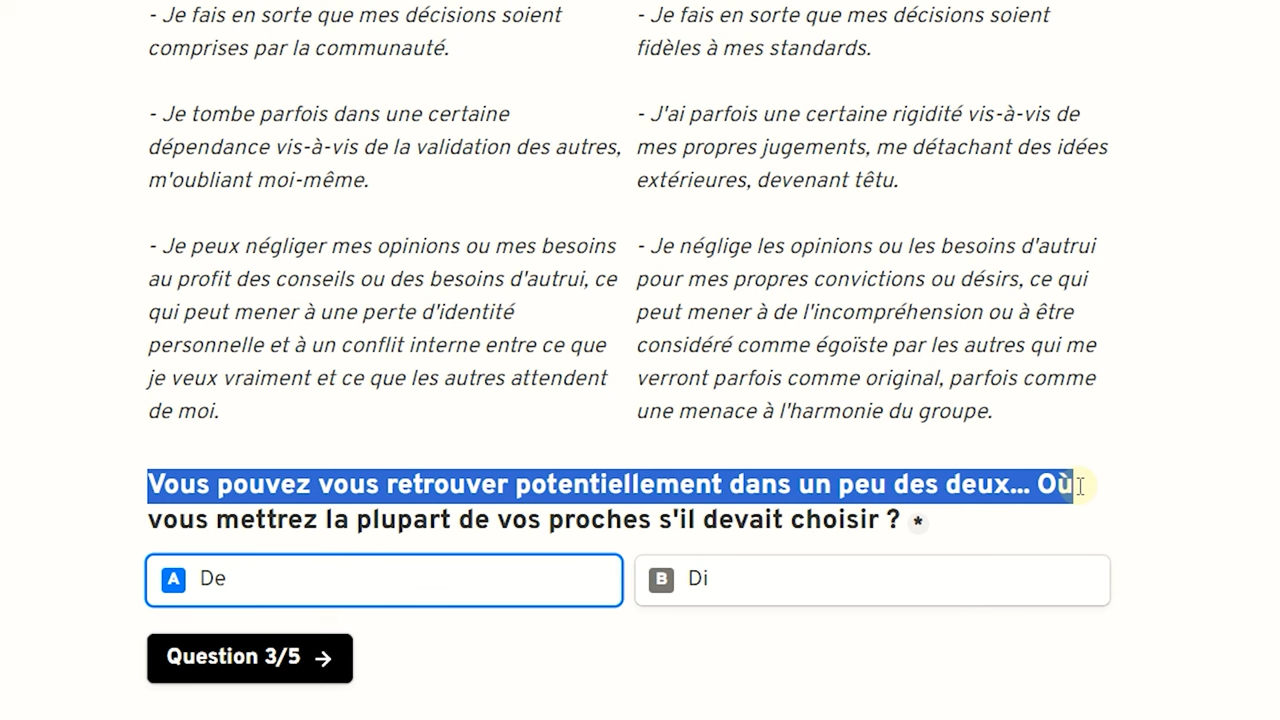 - Je fais en sorte que mes décisions soient
comprises par la communauté.
- Je tombe parfois dans une certaine
dépendance vis-à-vis de la validation des autres,
m'oubliant moi-même.
- Je peux négliger mes opinions ou mes besoins
au profit des conseils ou des besoins d'autrui, ce
qui peut mener à une perte d'identité
personnelle et à un conflit interne entre ce que
je veux vraiment et ce que les autres attendent
de moi.
- Je fais en sorte que mes décisions soient
fidèles à mes standards.
- J'ai parfois une certaine rigidité vis-à-vis de
mes propres jugements, me détachant des idées
extérieures, devenant têtu.
- Je néglige les opinions ou les besoins d'autrui
pour mes propres convictions ou désirs, ce qui
peut mener à de l'incompréhension ou à être
considéré comme égoïste par les autres qui me
verront parfois comme original, parfois comme
une menace à l'harmonie du groupe.
Vous pouvez vous retrouver potentiellement dans un peu des deux... Où
vous mettrez la plupart de vos proches s'il devait choisir ? *
A De
B Di
Question 3/5 →